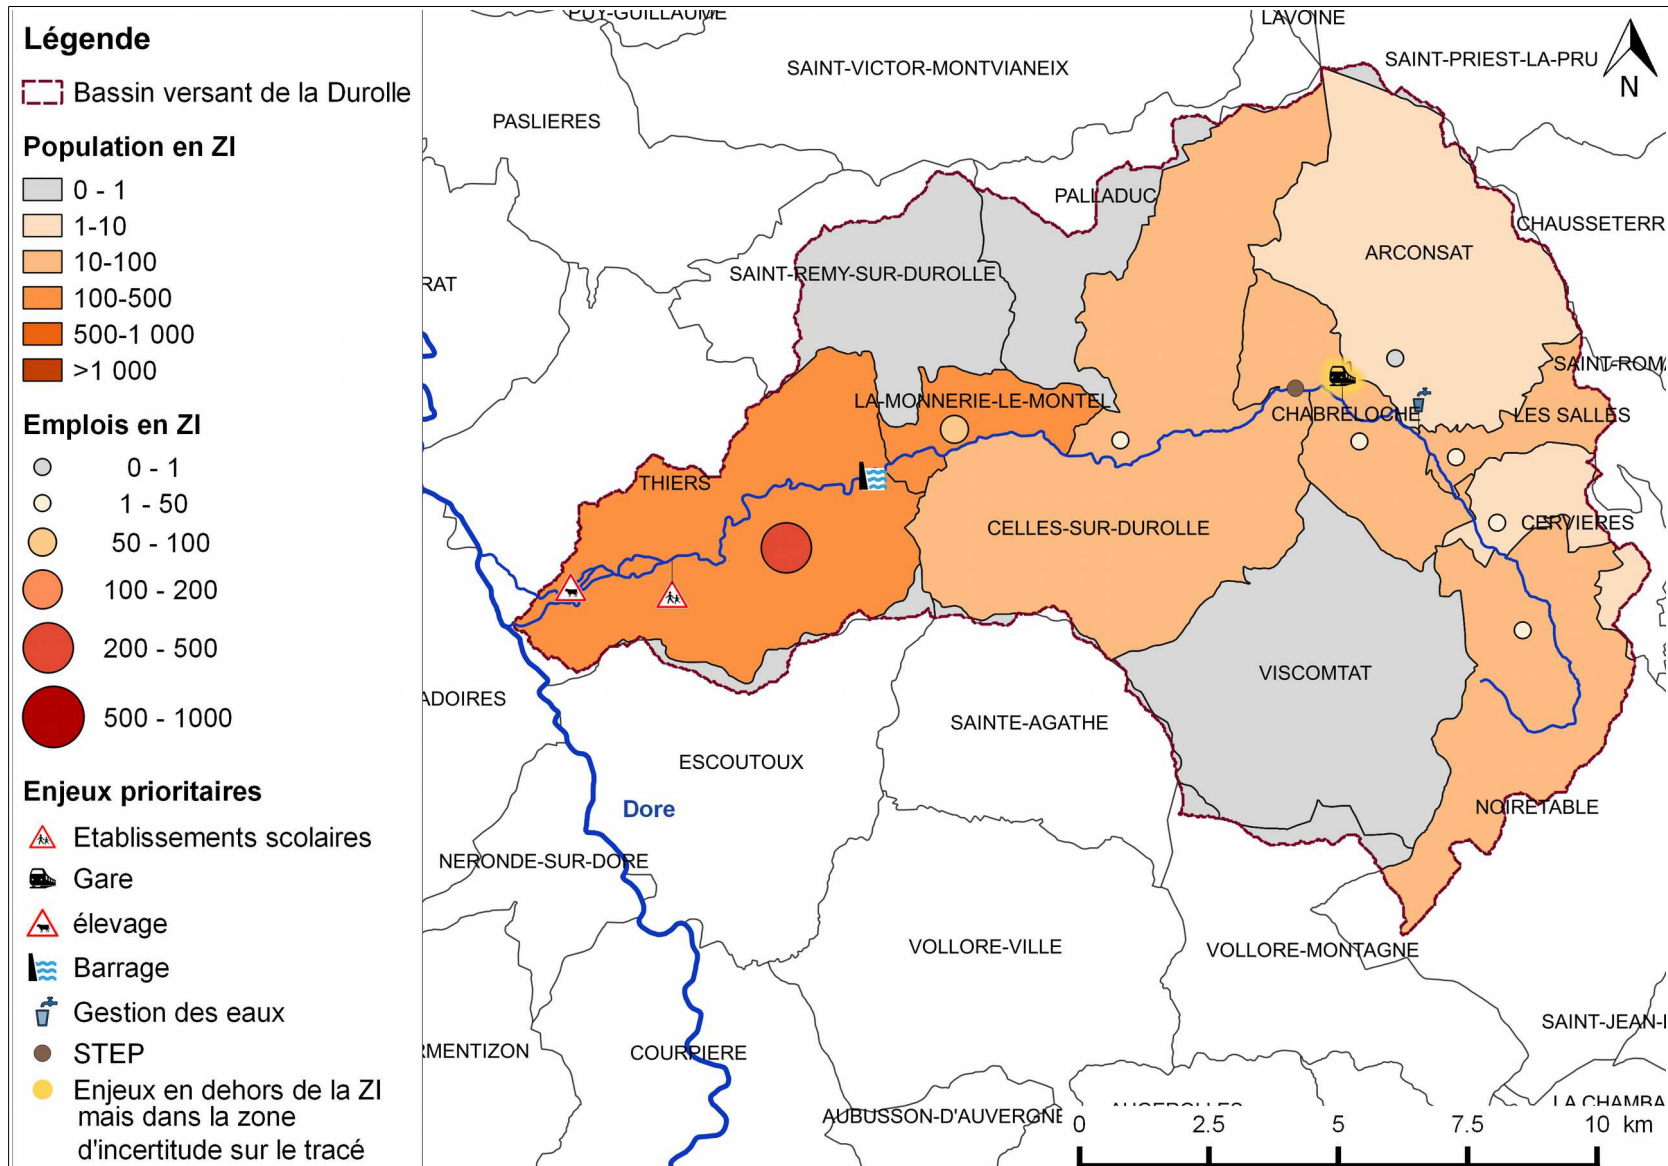 Légende
Bassin versant de la Durolle
Population en ZI
0 - 1
1-10
10-100
100-500
500-1 000
>1 000
Emplois en ZI
0 - 1
1 - 50
50 - 100
100 - 200
200 - 500
500 - 1000
Enjeux prioritaires
Etablissements scolaires
Gare
élevage
Barrage
Gestion des eaux
STEP
Enjeux en dehors de la ZI
mais dans la zone
d'incertitude sur le tracé
PUY-GUILLAUME
LAVOINE
SAINT-VICTOR-MONTVIANEIX
SAINT-PRIEST-LA-PRU
N
PASLIERES
PALLADUC
CHAUSSETERR
ARCONSAT
SAINT-REMY-SUR-DUROLLE
RAT
SAINT-ROMA
LA-MONNERIE-LE-MONTEL
CHABRELOCHE
LES SALLES
THIERS
CELLES-SUR-DUROLLE
CERVIERES
VISCOMTAT
ADOIRES
SAINTE-AGATHE
ESCOUTOUX
Dore
NOIRETABLE
NERONDE-SUR-DORE
VOLLORE-VILLE
VOLLORE-MONTAGNE
SAINT-JEAN-
RMENTIZON
COURPIERE
AUBUSSON-D'AUVERGNE
LA CHAMBA
0 2.5 5 7.5 10 km